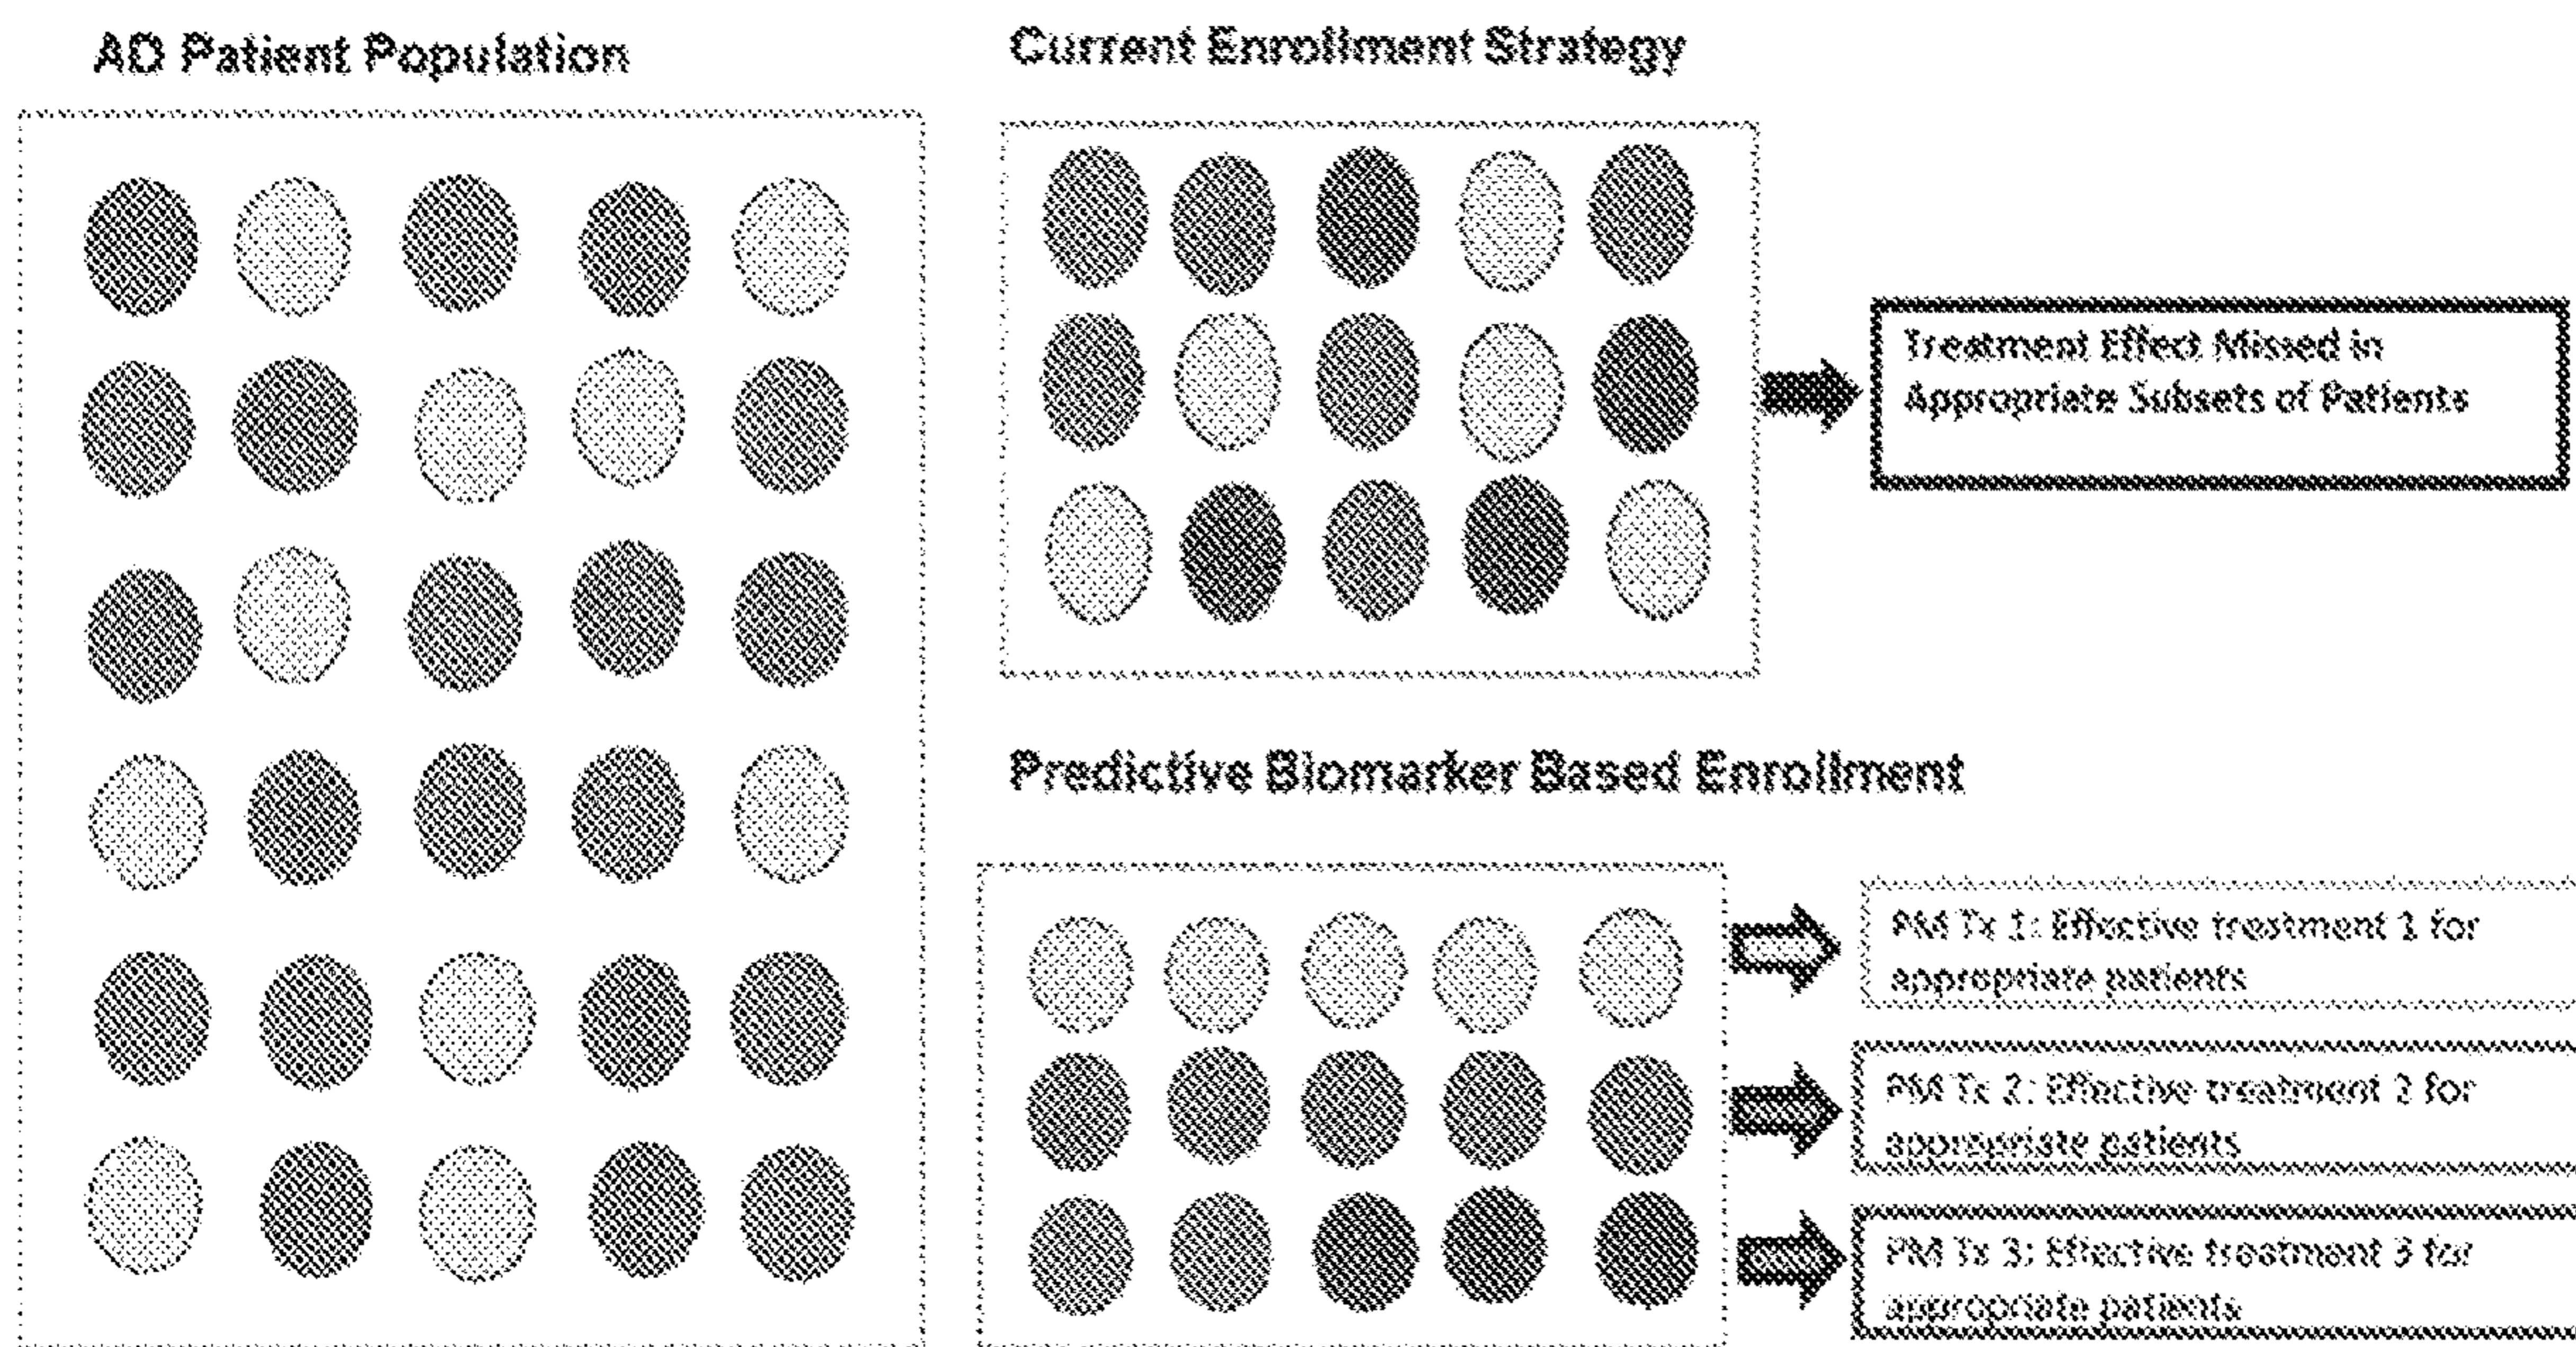 AD Patient Population
Current Enrollment Strategy
Treatment Effect Missed in
Appropriate Subsets of Patients
Predictive Biomarker Based Enrollment
PM Tx 1: Effective treatment 1 for
appropriate patients
PM Tx 2: Effective treatment 2 for
appropriate patients
PM Tx 3: Effective treatment 3 for
appropriate patients